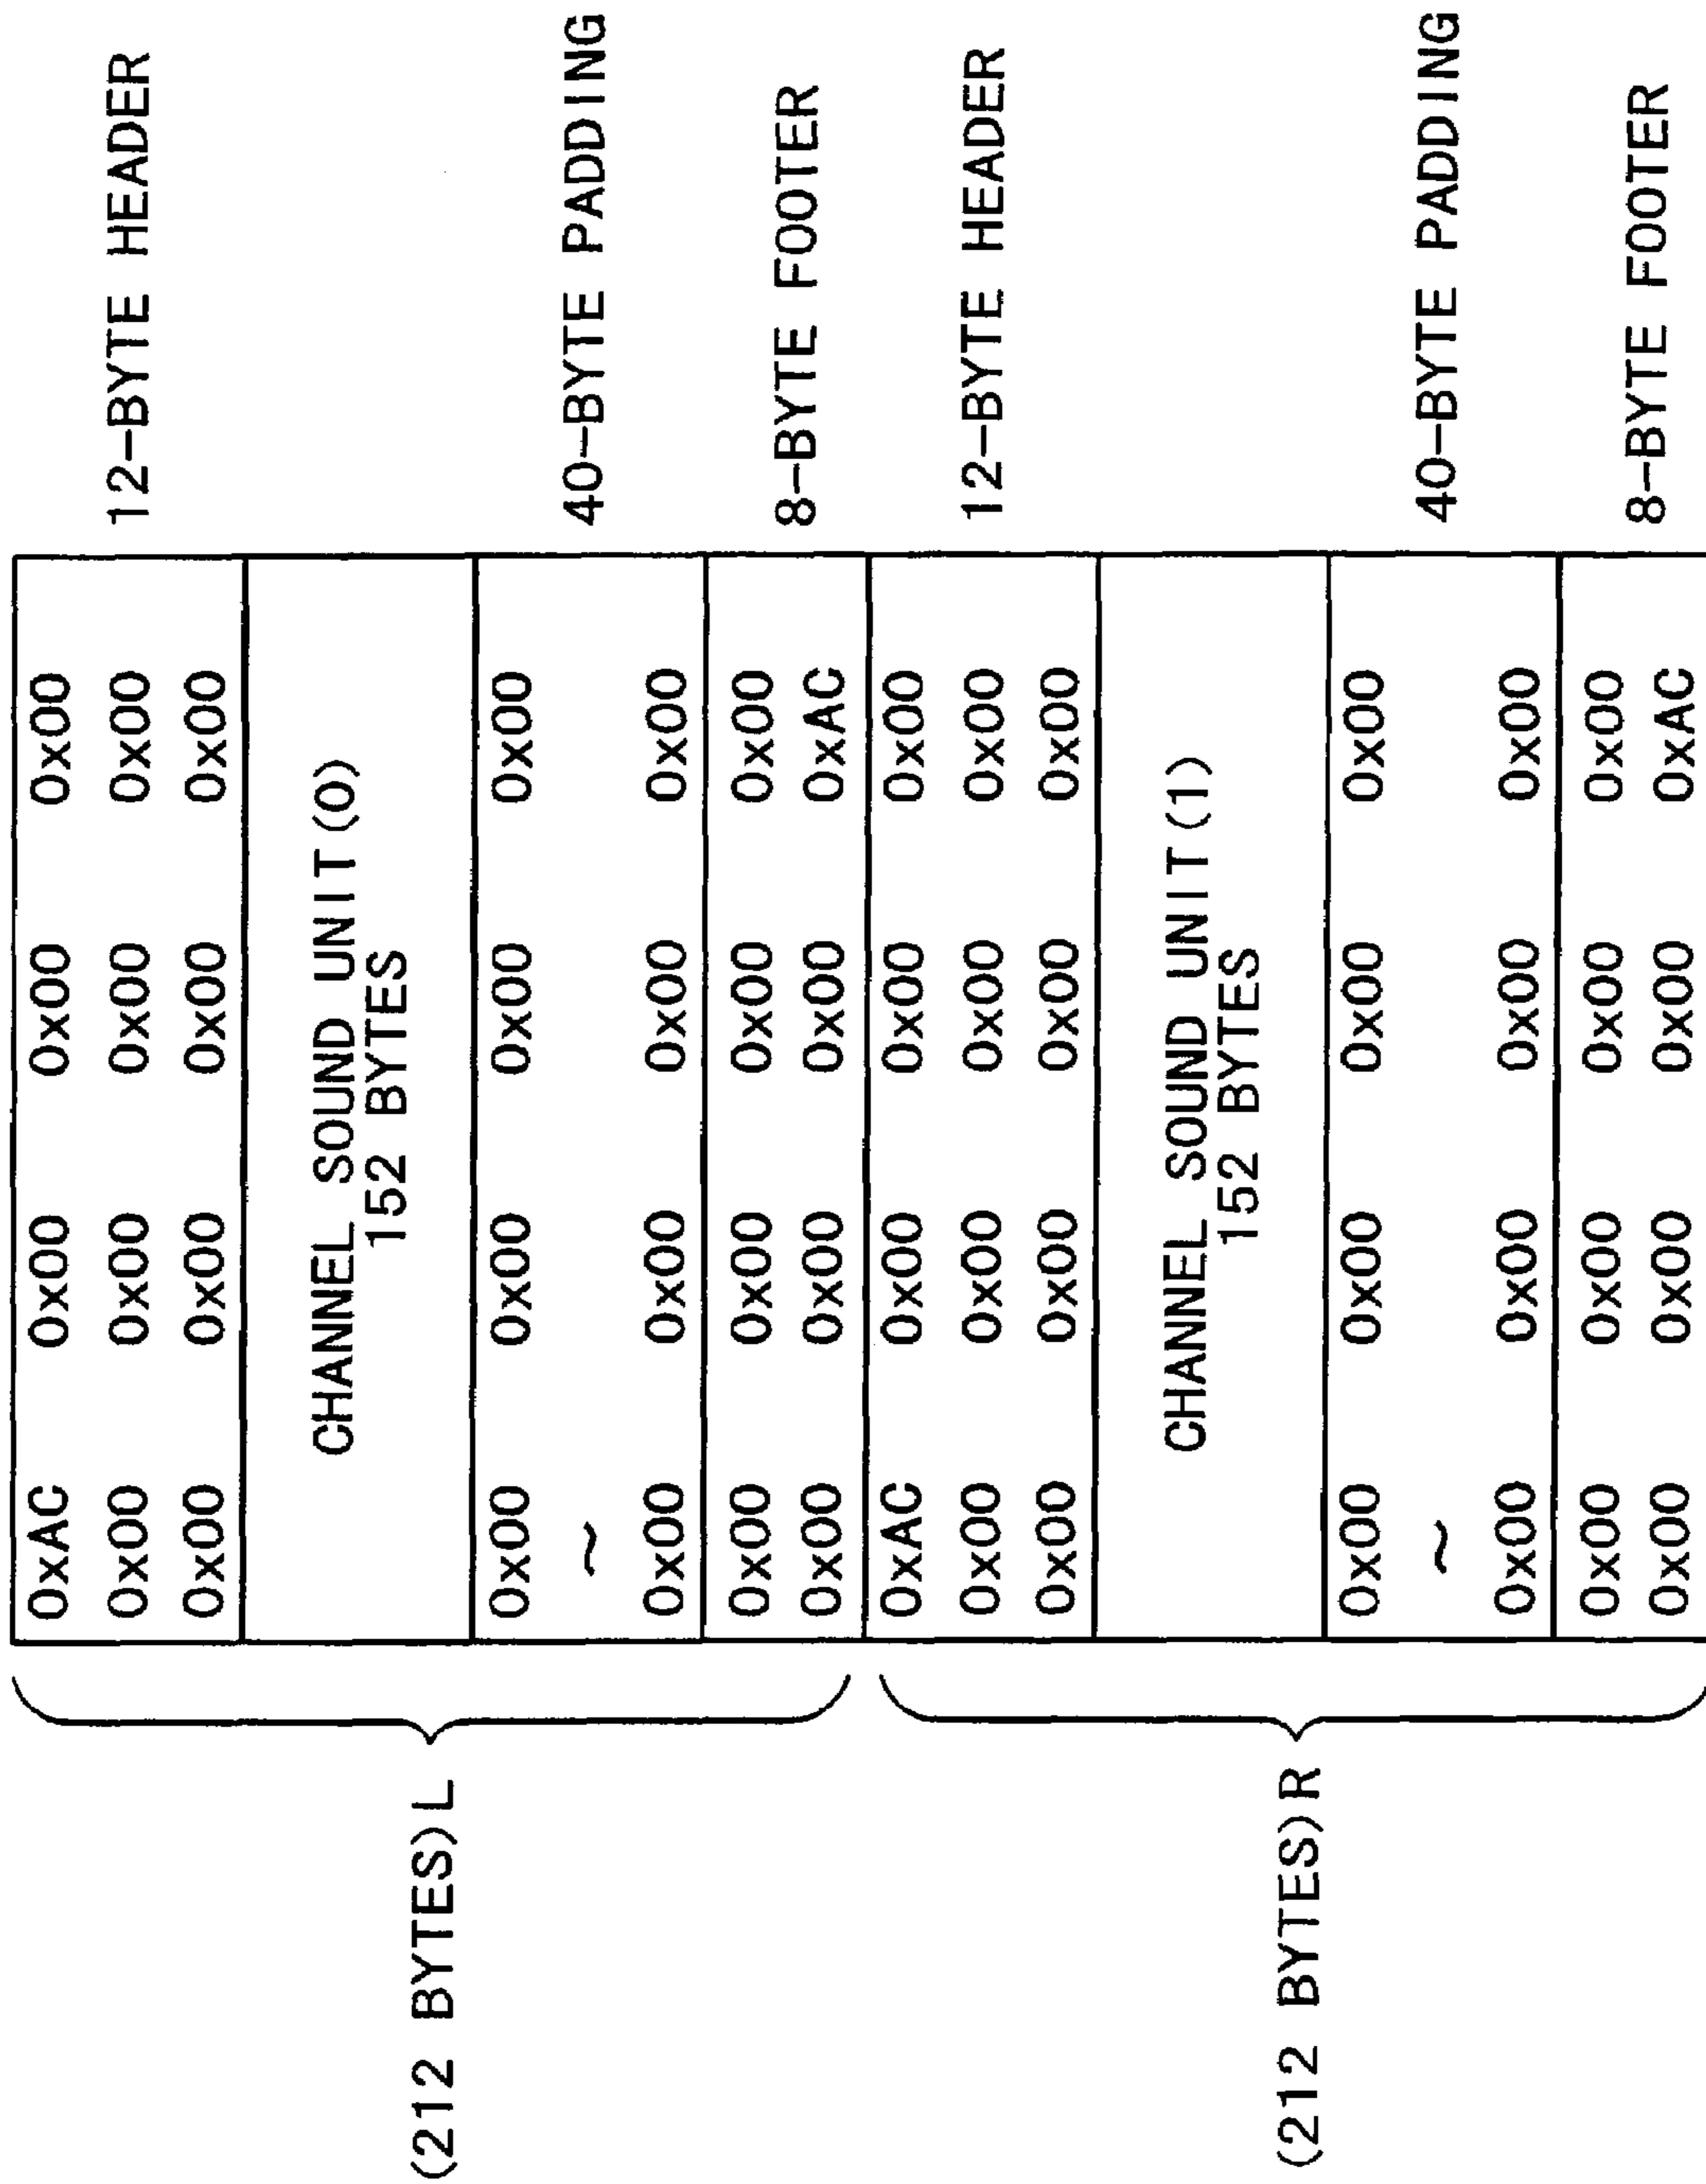 0xAC 0x00 0x00 0x00
0x00 0x00 0x00 0x00 12-BYTE HEADER
0x00 0x00 0x00 0x00
CHANNEL SOUND UNIT(0)
152 BYTES
(212 BYTES)L
0x00 0x00 0x00 0x00
~ 40-BYTE PADDING
0x00 0x00 0x00 0x00
0x00 0x00 0x00 0x00
8-BYTE FOOTER
0x00 0x00 0x00 0xAC
0xAC 0x00 0x00 0x00
0x00 0x00 0x00 0x00 12-BYTE HEADER
0x00 0x00 0x00 0x00
CHANNEL SOUND UNIT(1)
152 BYTES
(212 BYTES)R
0x00 0x00 0x00 0x00
~ 40-BYTE PADDING
0x00 0x00 0x00 0x00
0x00 0x00 0x00 0x00
8-BYTE FOOTER
0x00 0x00 0x00 0xAC